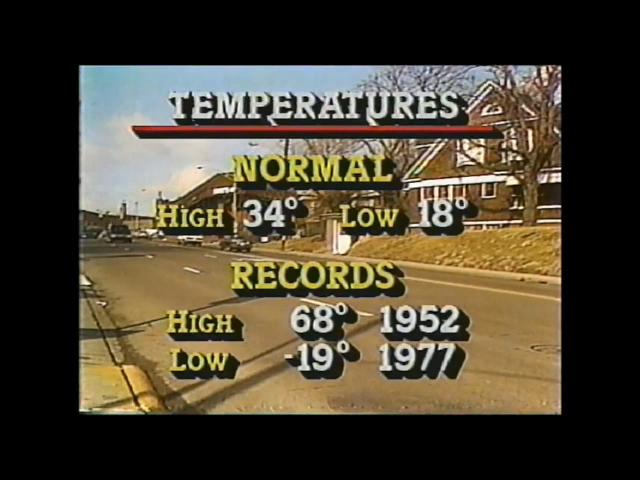 TEMPERATURES
NORMAL
HIGH 34° LOW 18°
RECORDS
HIGH 68° 1952
LOW -19° 1977